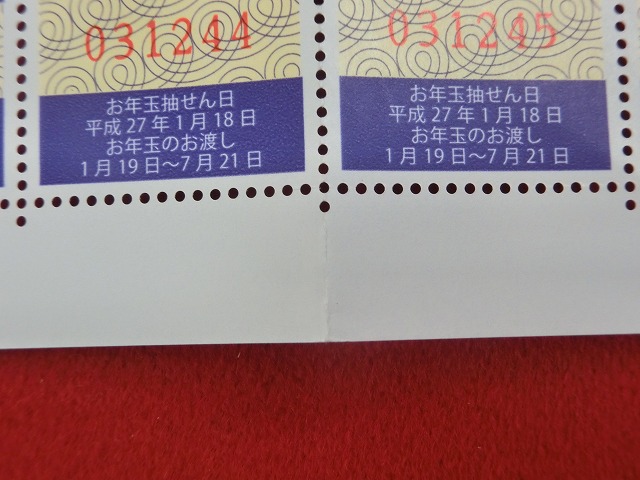 031244
お年玉抽せん日
平成27年1月18日
お年玉のお渡し
1月19日～7月21日
031245
お年玉抽せん日
平成27年1月18日
お年玉のお渡し
1月19日～7月21日